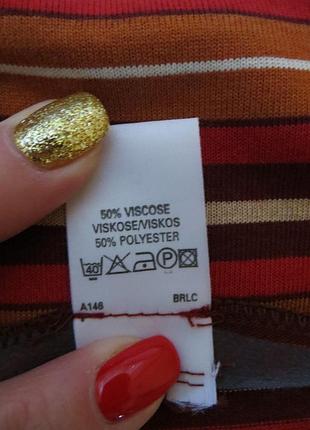 50% VISCOSE
VISKOSE/VISKOS
50% POLYESTER
40 P
A146 BRLC